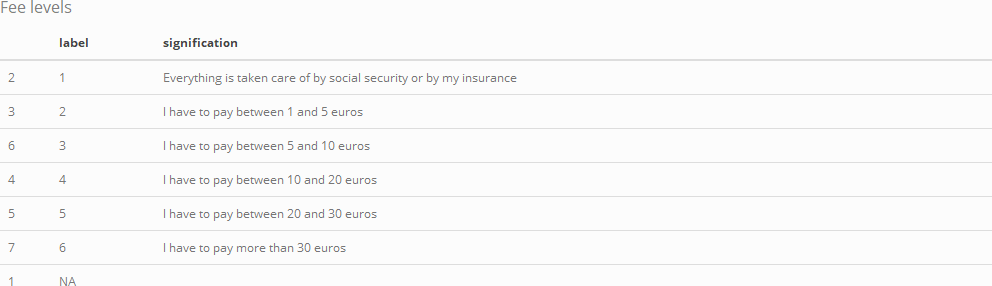 Fee levels
label signification
2 1 Everything is taken care of by social security or by my insurance
3 2 I have to pay between 1 and 5 euros
6 3 I have to pay between 5 and 10 euros
4 4 I have to pay between 10 and 20 euros
5 5 I have to pay between 20 and 30 euros
7 6 I have to pay more than 30 euros
1 NA